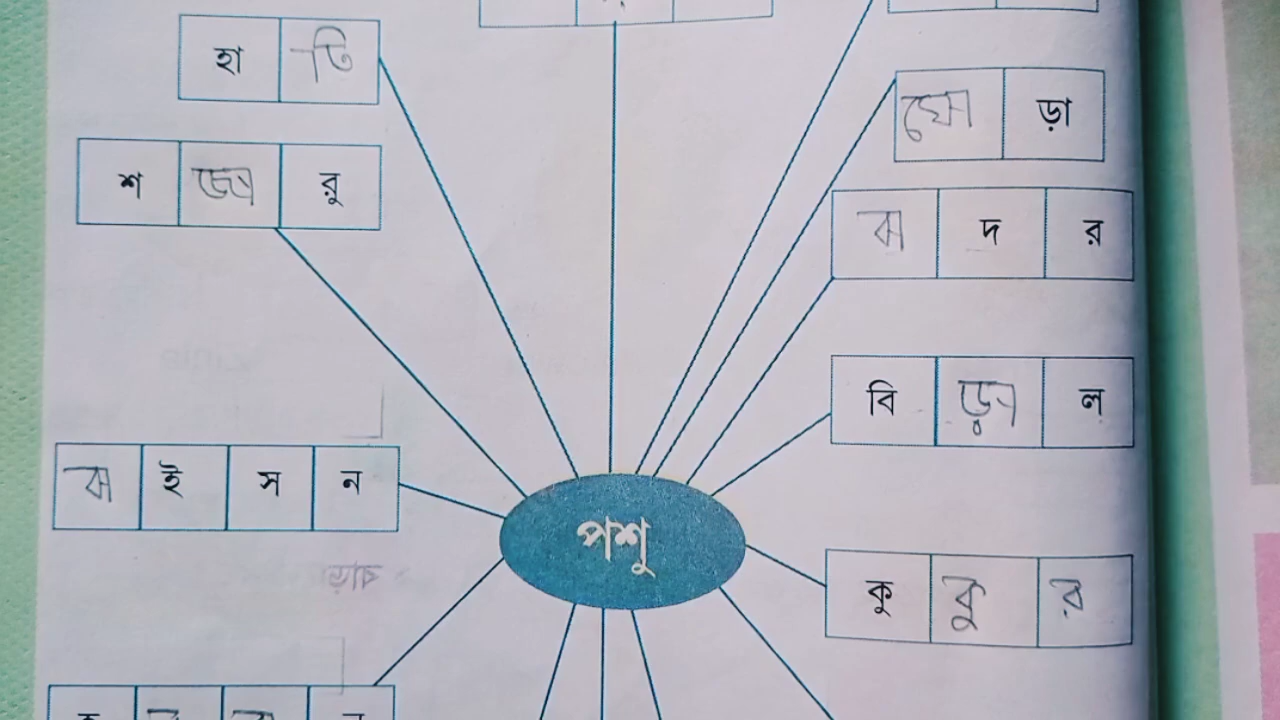 হা তি
ঘো ড়া
শ জা রু
বা দ র
বি ড়া ল
বা ই স ন
পশু
কু কু র